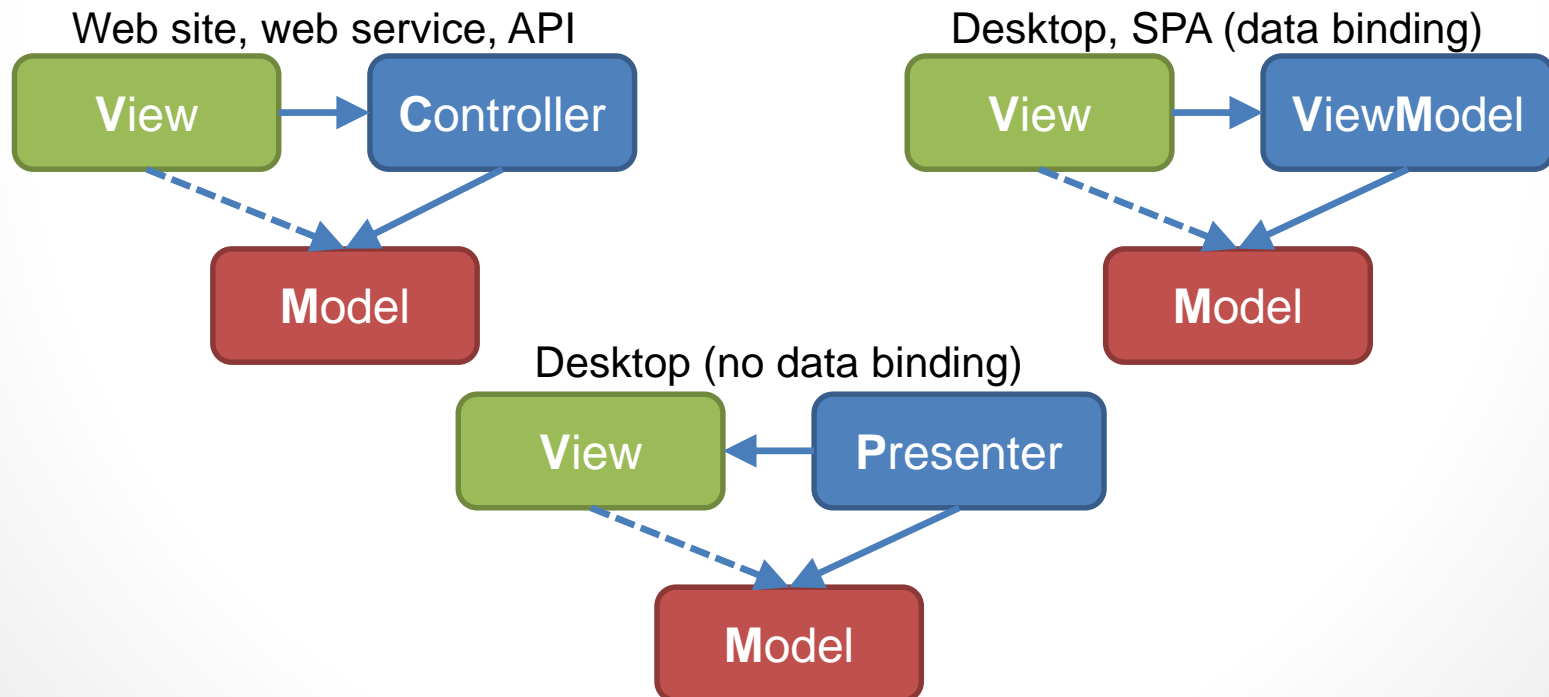 Web site, web service, API
View
Controller
Model
Desktop, SPA (data binding)
View
ViewModel
Model
Desktop (no data binding)
View
Presenter
Model